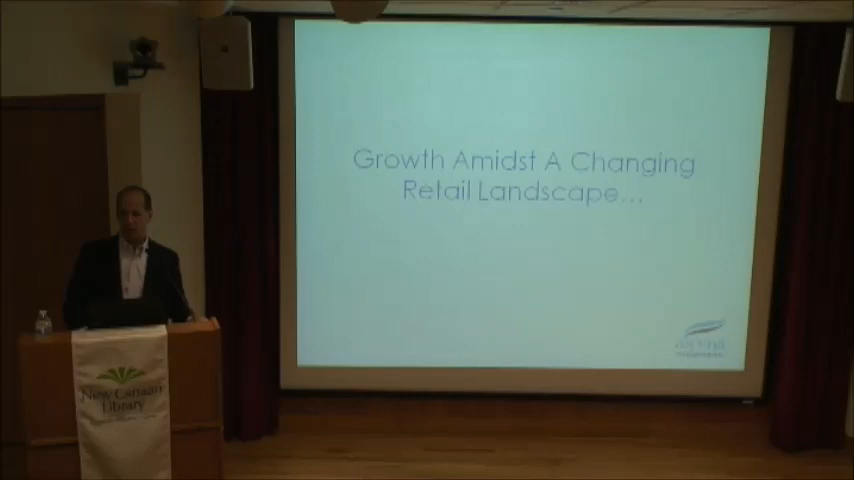 Growth Amidst A Changing
Retail Landscape...
New Canaan
Library